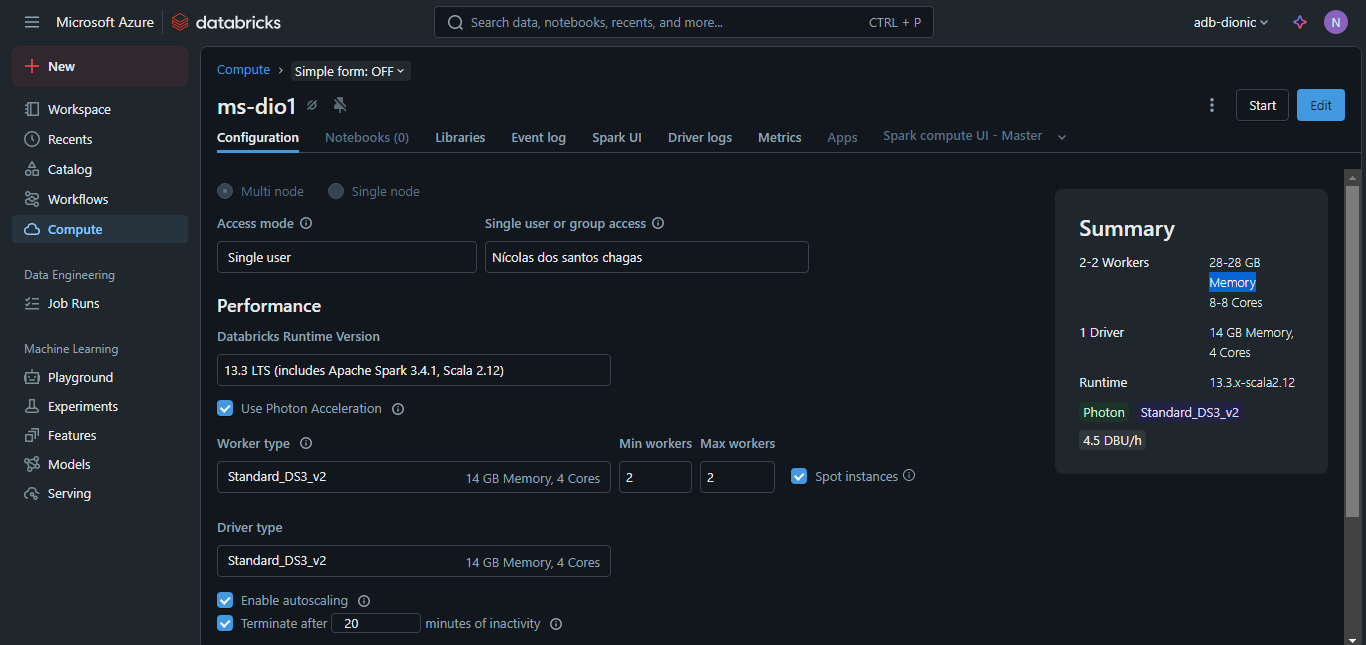 Microsoft Azure databricks
Search data, notebooks, recents, and more... CTRL + P
adb-dionic N
New
Workspace
Recents
Catalog
Workflows
Compute
Data Engineering
Job Runs
Machine Learning
Playground
Experiments
Features
Models
Serving
Compute › Simple form: OFF
ms-dio1
Start Edit
Configuration Notebooks (0) Libraries Event log Spark UI Driver logs Metrics Apps Spark compute UI - Master
Multi node Single node
Access mode Single user or group access
Single user Nícolas dos santos chagas
Performance
Databricks Runtime Version
13.3 LTS (includes Apache Spark 3.4.1, Scala 2.12)
Use Photon Acceleration
Worker type Min workers Max workers
Standard_DS3_v2 14 GB Memory, 4 Cores 2 2 Spot instances
Driver type
Standard_DS3_v2 14 GB Memory, 4 Cores
Enable autoscaling
Terminate after 20 minutes of inactivity
Summary
2-2 Workers 28-28 GB
Memory
8-8 Cores
1 Driver 14 GB Memory,
4 Cores
Runtime 13.3.x-scala2.12
Photon Standard_DS3_v2
4.5 DBU/h